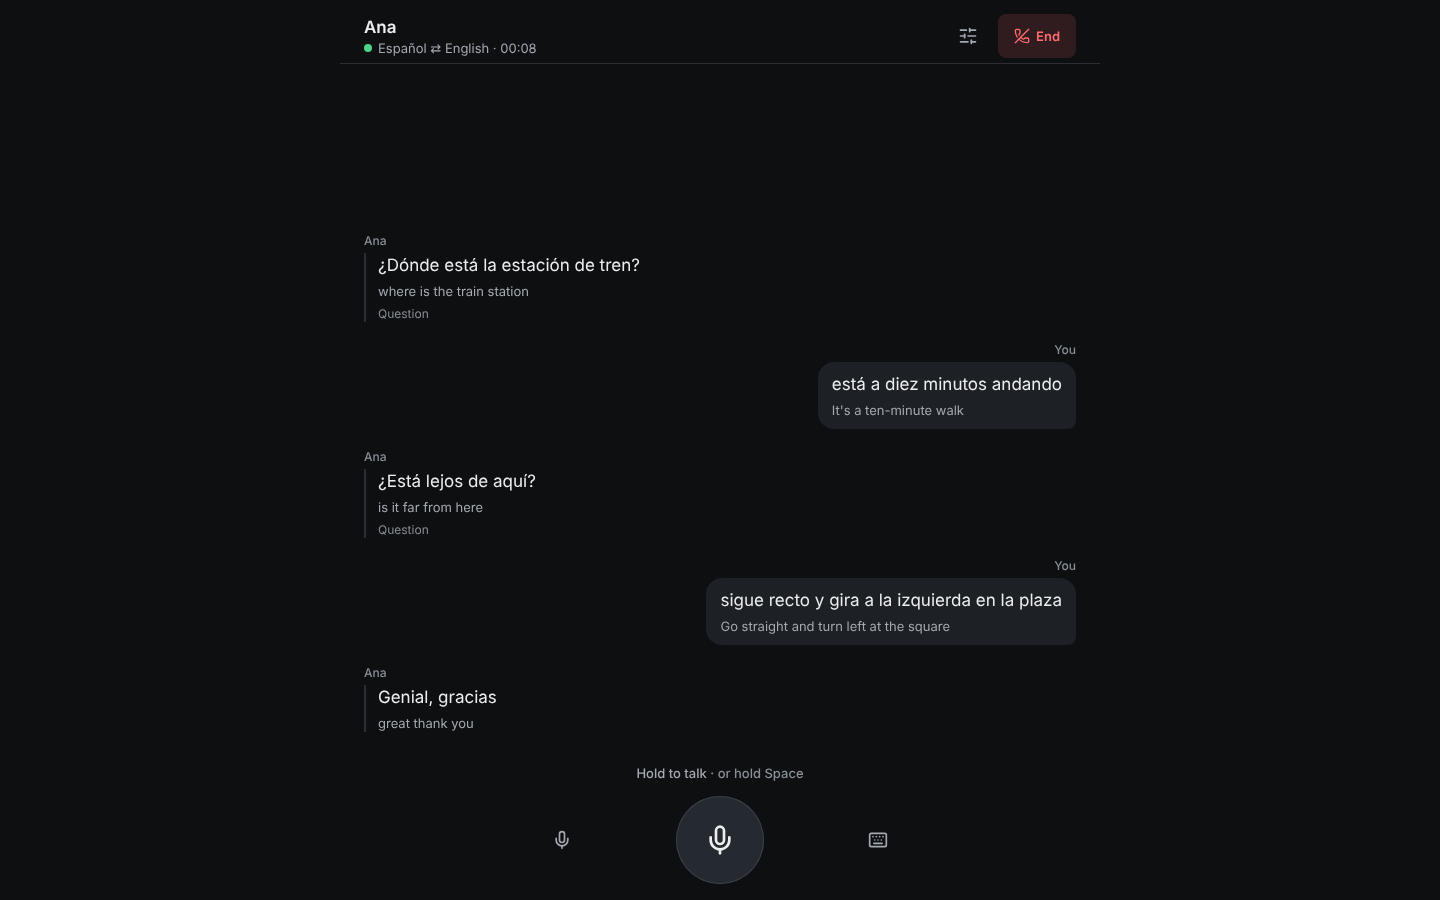 Ana
Español ⇄ English · 00:08
End
Ana
¿Dónde está la estación de tren?
where is the train station
Question
You
está a diez minutos andando
It's a ten-minute walk
Ana
¿Está lejos de aquí?
is it far from here
Question
You
sigue recto y gira a la izquierda en la plaza
Go straight and turn left at the square
Ana
Genial, gracias
great thank you
Hold to talk · or hold Space